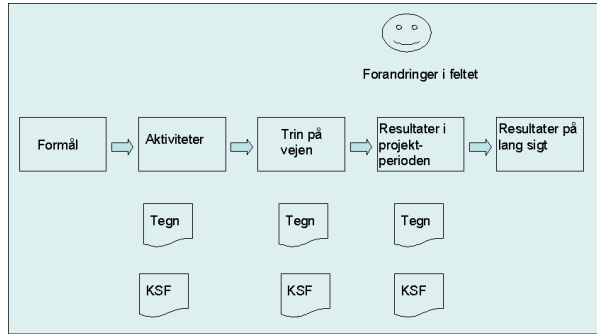 Forandringer i feltet
Formål
Aktiviteter
Trin på
vejen
Resultater i
projekt-
perioden
Resultater på
lang sigt
Tegn
Tegn
Tegn
KSF
KSF
KSF